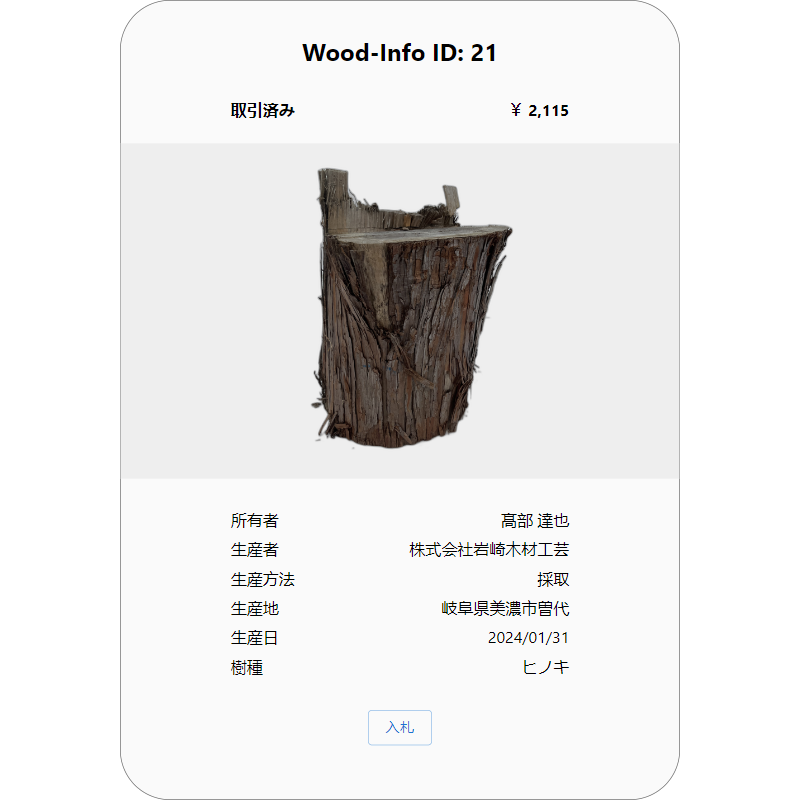 Wood-Info ID: 21
取引済み ￥ 2,115
所有者 髙部 達也
生産者 株式会社岩崎木材工芸
生産方法 採取
生産地 岐阜県美濃市曽代
生産日 2024/01/31
樹種 ヒノキ
入札